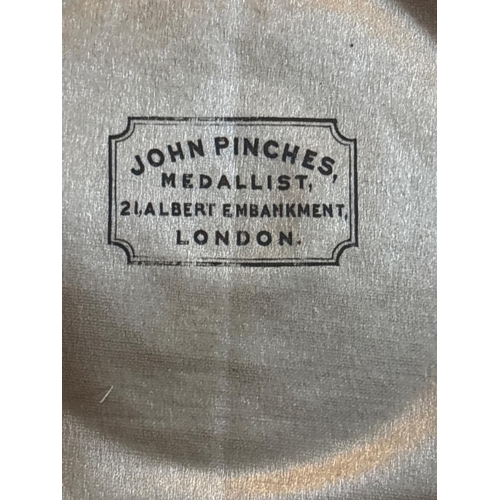 JOHN PINCHES,
MEDALLIST,
21, ALBERT EMBANKMENT,
LONDON.